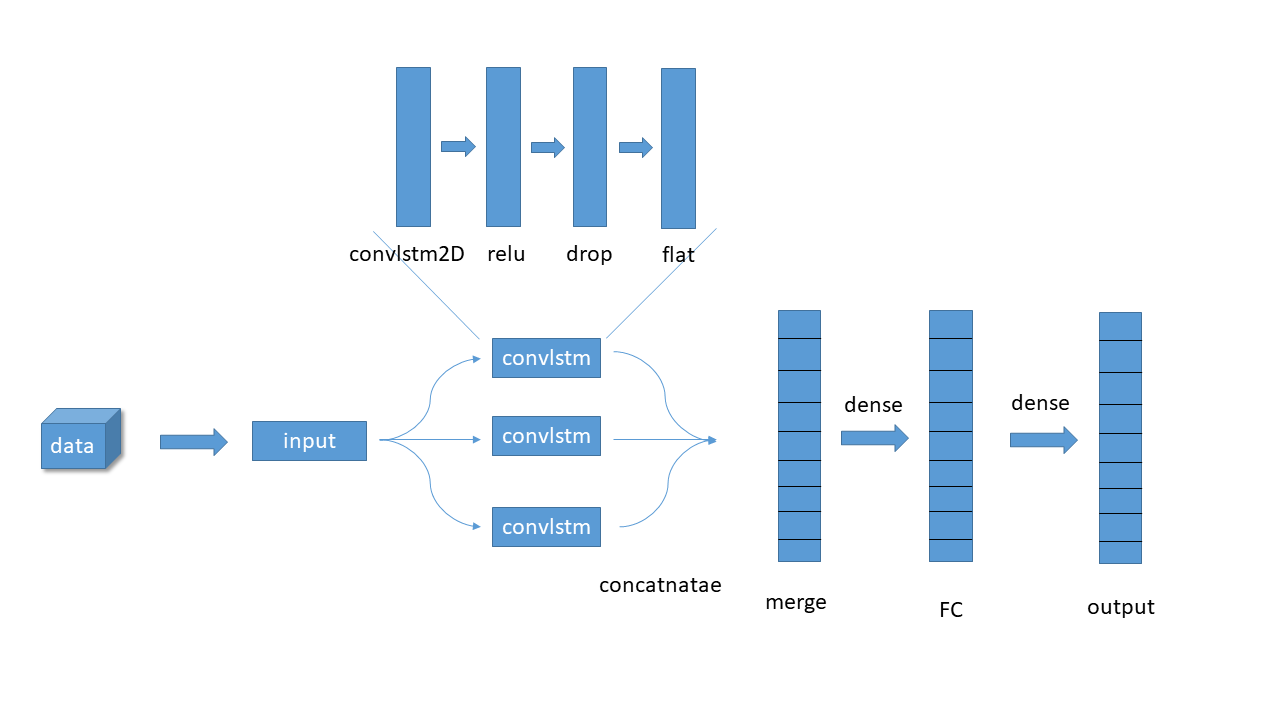 convlstm2D
relu
drop
flat
convlstm
dense
dense
data
input
convlstm
convlstm
concatnatae
merge
FC
output